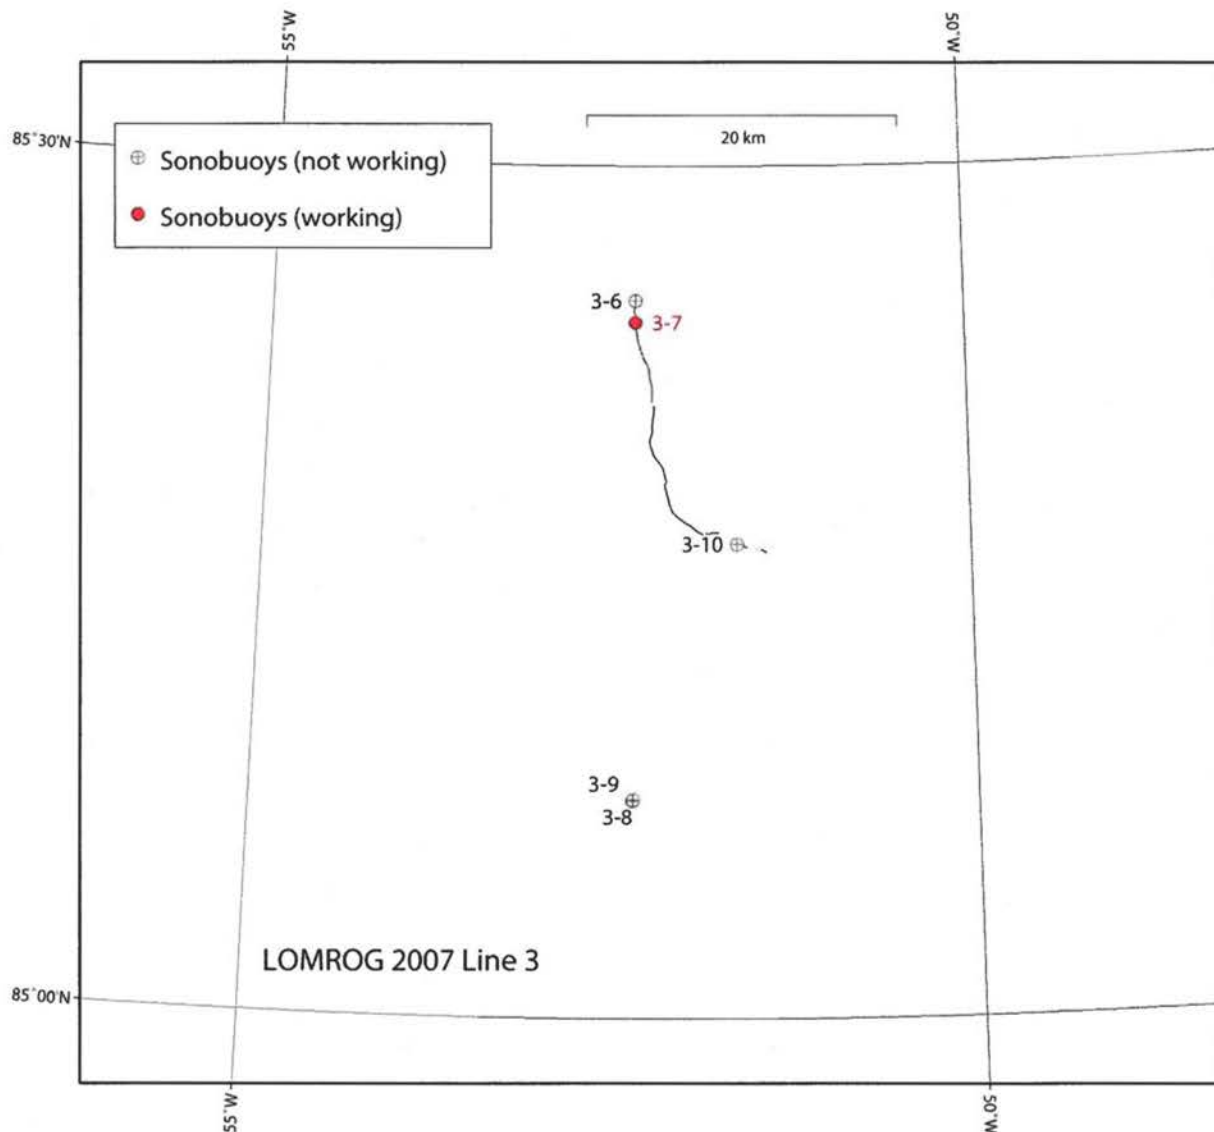 55°W
50°W
85°30'N
20 km
Sonobuoys (not working)
Sonobuoys (working)
3-6
3-7
3-10
3-9
3-8
LOMROG 2007 Line 3
85°00'N
55°W
50°W